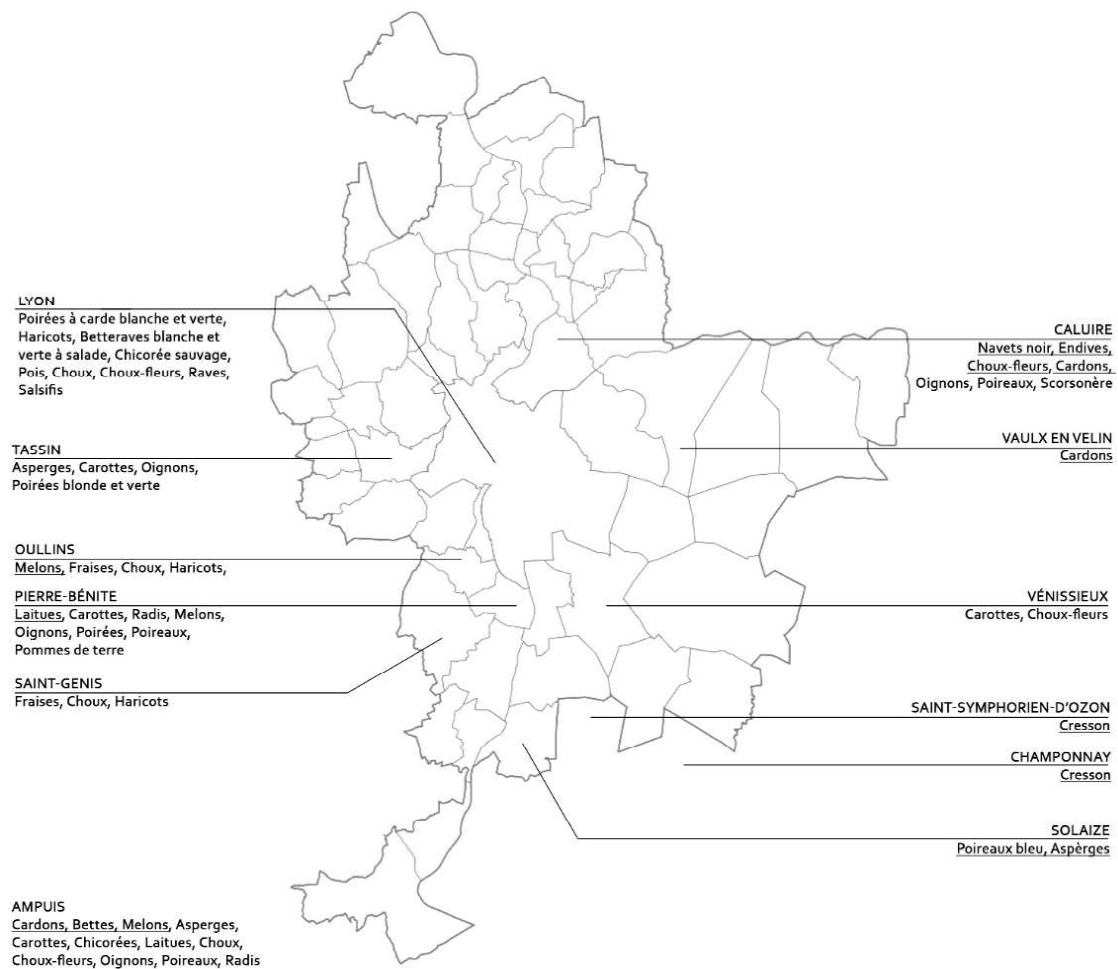 LYON
Poirées à carde blanche et verte,
Haricots, Betteraves blanche et
verte à salade, Chicorée sauvage,
Pois, Choux, Choux-fleurs, Raves,
Salsifis
TASSIN
Asperges, Carottes, Oignons,
Poirées blonde et verte
OULLINS
Melons, Fraises, Choux, Haricots,
PIERRE-BÉNITE
Laitues, Carottes, Radis, Melons,
Oignons, Poirées, Poireaux,
Pommes de terre
SAINT-GENIS
Fraises, Choux, Haricots
AMPUIS
Cardons, Bettes, Melons, Asperges,
Carottes, Chicorées, Laitues, Choux,
Choux-fleurs, Oignons, Poireaux, Radis
CALUIRE
Navets noir, Endives,
Choux-fleurs, Cardons,
Oignons, Poireaux, Scorsonère
VAULX EN VELIN
Cardons
VÉNISSIEUX
Carottes, Choux-fleurs
SAINT-SYMPHORIEN-D'OZON
Cresson
CHAMPONNAY
Cresson
SOLAIZE
Poireaux bleu, Aspèrges